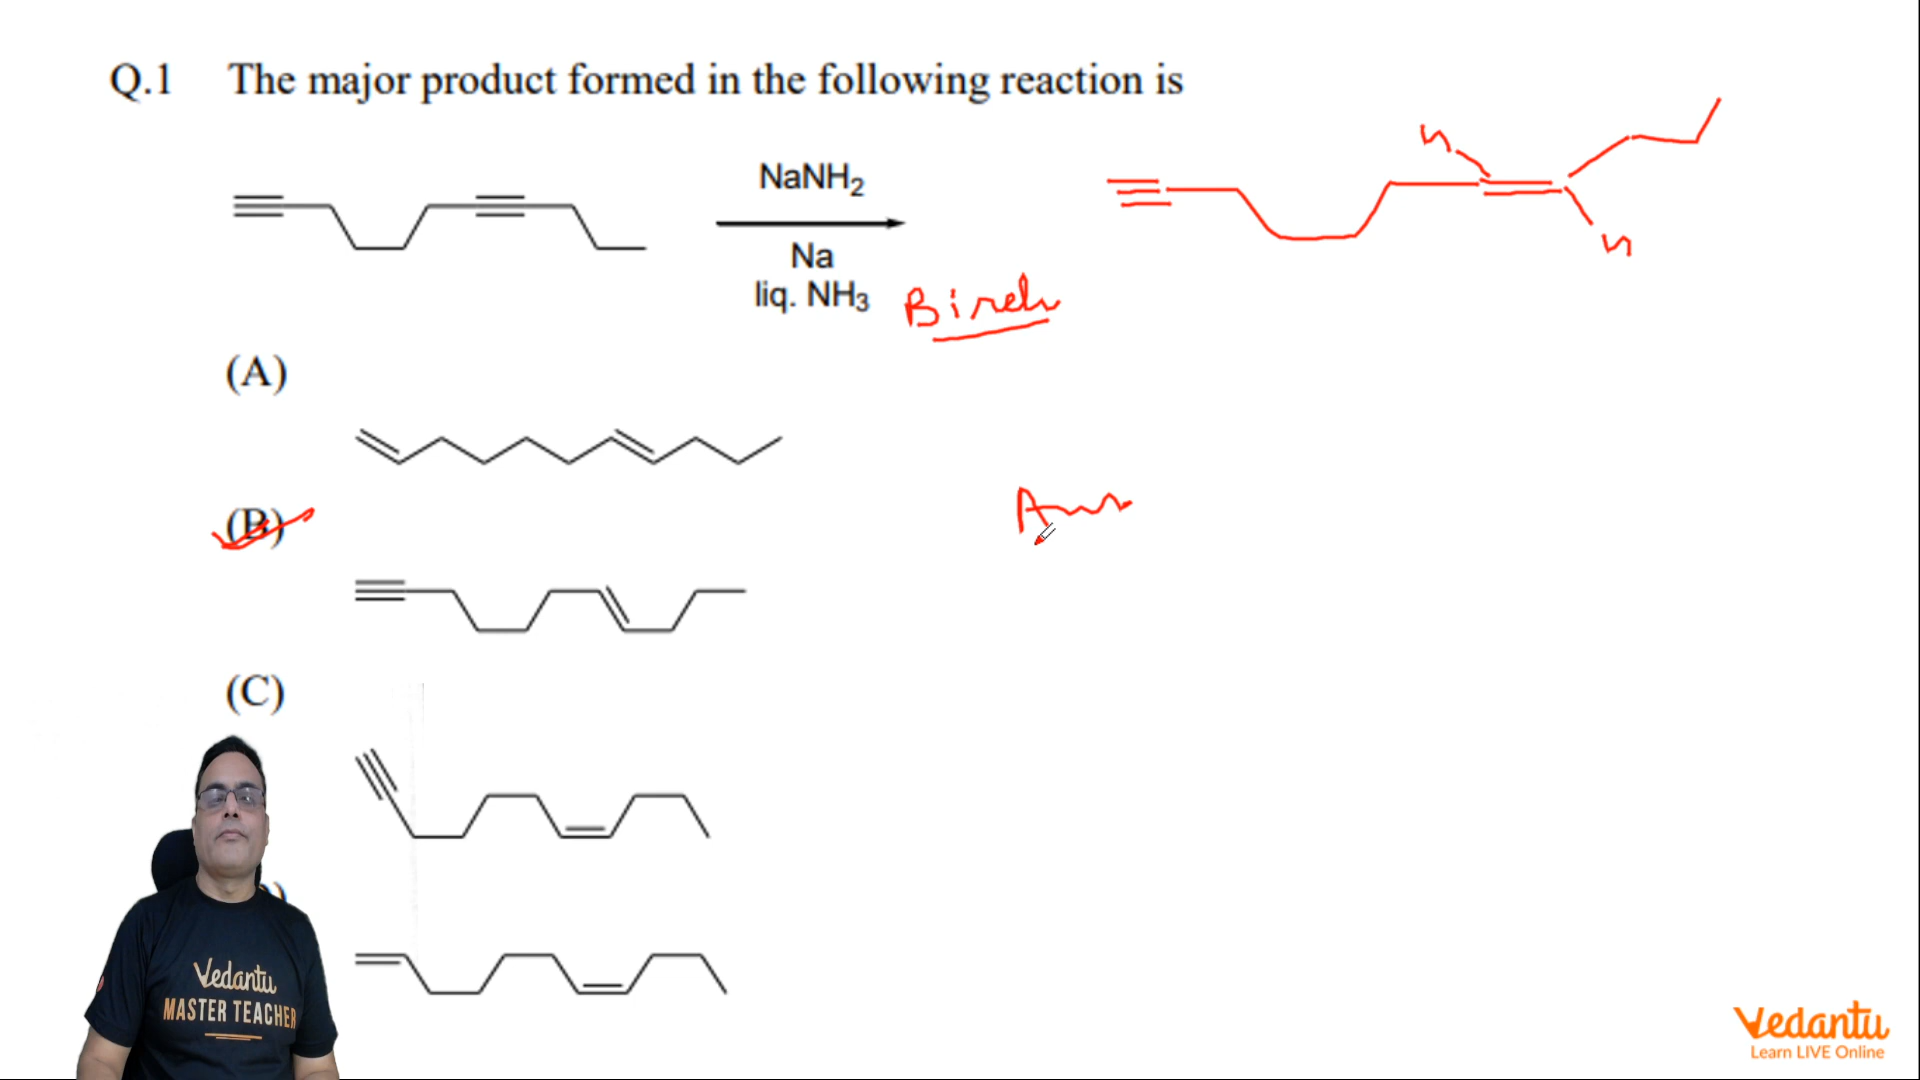 Q.1 The major product formed in the following reaction is
NaNH₂
Na
liq. NH₃
Birch
(A)
(B)
Ans
(C)
Vedantu
MASTER TEACHER
Vedantu
Learn LIVE Online